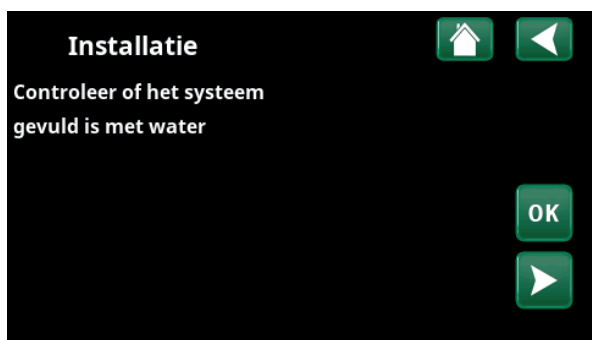 Installatie
Controleer of het systeem
gevuld is met water
OK